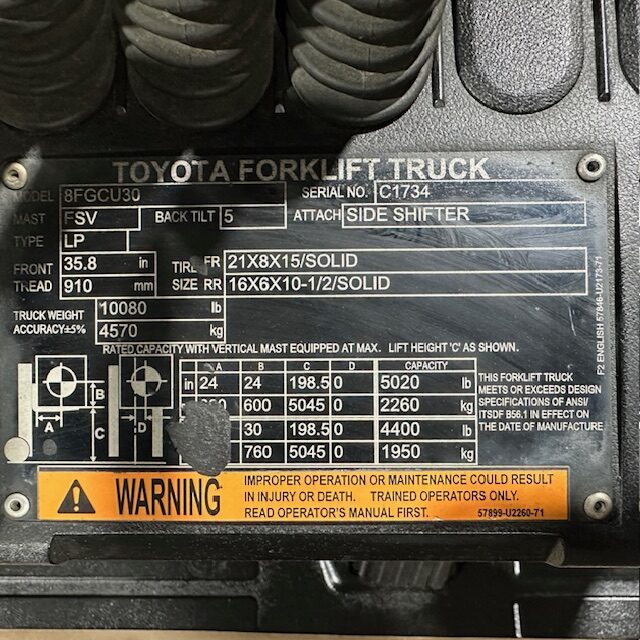 TOYOTA FORKLIFT TRUCK
MODEL 8FGCU30 SERIAL NO. C1734
MAST FSV BACK TILT 5 ATTACH SIDE SHIFTER
TYPE LP
FRONT TREAD 35.8 in TIRE SIZE FR 21X8X15/SOLID
910 mm RR 16X6X10-1/2/SOLID
TRUCK WEIGHT 10080 lb
ACCURACY±5% 4570 kg
RATED CAPACITY WITH VERTICAL MAST EQUIPPED AT MAX. LIFT HEIGHT 'C' AS SHOWN.
A B C D CAPACITY
in 24 24 198.5 0 5020 lb
600 5045 0 2260 kg
30 198.5 0 4400 lb
760 5045 0 1950 kg
A B C D
THIS FORKLIFT TRUCK
MEETS OR EXCEEDS DESIGN
SPECIFICATIONS OF ANSI/
ITSDF B56.1 IN EFFECT ON
THE DATE OF MANUFACTURE.
F2 ENGLISH 57846-U2173-71
WARNING
IMPROPER OPERATION OR MAINTENANCE COULD RESULT
IN INJURY OR DEATH. TRAINED OPERATORS ONLY.
READ OPERATOR'S MANUAL FIRST. 57899-U2260-71